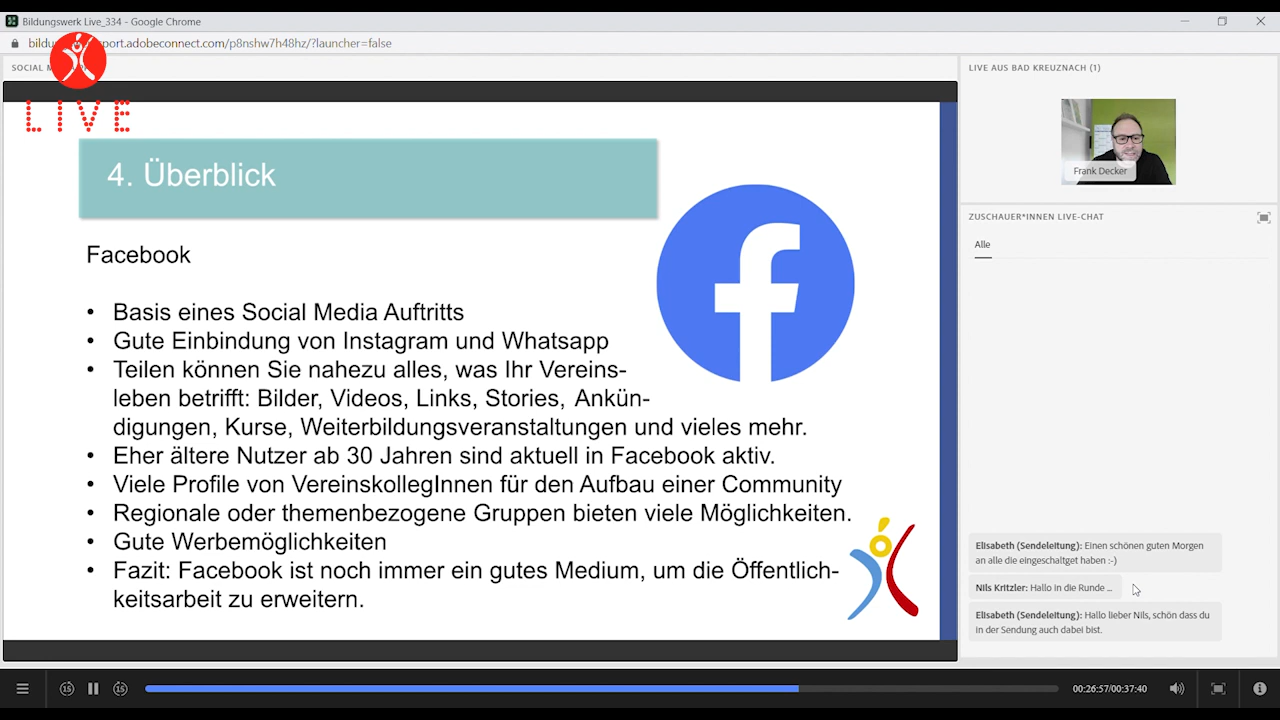 Bildungswerk Live_334 - Google Chrome
port.adobeconnect.com/p8nshw7h48hz/?launcher=false
SOCIAL
LIVE
4. Überblick
Facebook
• Basis eines Social Media Auftritts
• Gute Einbindung von Instagram und Whatsapp
• Teilen können Sie nahezu alles, was Ihr Vereins-
leben betrifft: Bilder, Videos, Links, Stories, Ankün-
digungen, Kurse, Weiterbildungsveranstaltungen und vieles mehr.
• Eher ältere Nutzer ab 30 Jahren sind aktuell in Facebook aktiv.
• Viele Profile von VereinskollegInnen für den Aufbau einer Community
• Regionale oder themenbezogene Gruppen bieten viele Möglichkeiten.
• Gute Werbemöglichkeiten
• Fazit: Facebook ist noch immer ein gutes Medium, um die Öffentlich-
keitsarbeit zu erweitern.
LIVE AUS BAD KREUZNACH (1)
Frank Decker
ZUSCHAUER*INNEN LIVE-CHAT
Alle
Elisabeth (Sendeleitung): Einen schönen guten Morgen
an alle die eingeschaltget haben :-)
Nils Kritzler: Hallo in die Runde ...
Elisabeth (Sendeleitung): Hallo lieber Nils, schön dass du
in der Sendung auch dabei bist.
15
15
00:26:57/00:37:40